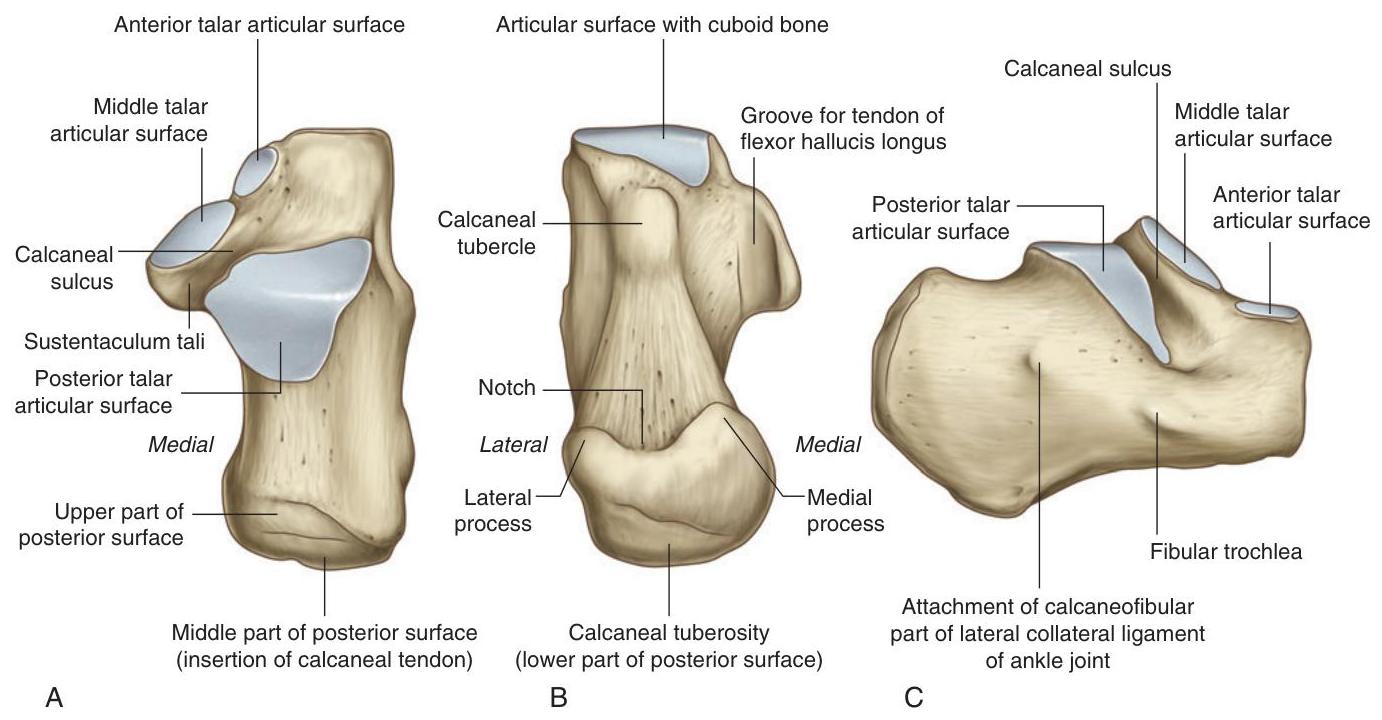 Anterior talar articular surface
Middle talar
articular surface
Calcaneal
sulcus
Sustentaculum tali
Posterior talar
articular surface
Medial
Upper part of
posterior surface
Middle part of posterior surface
(insertion of calcaneal tendon)
A
Articular surface with cuboid bone
Groove for tendon of
flexor hallucis longus
Calcaneal
tubercle
Notch
Lateral
Medial
Lateral
process
Medial
process
Calcaneal tuberosity
(lower part of posterior surface)
B
Calcaneal sulcus
Middle talar
articular surface
Anterior talar
articular surface
Posterior talar
articular surface
Fibular trochlea
Attachment of calcaneofibular
part of lateral collateral ligament
of ankle joint
C